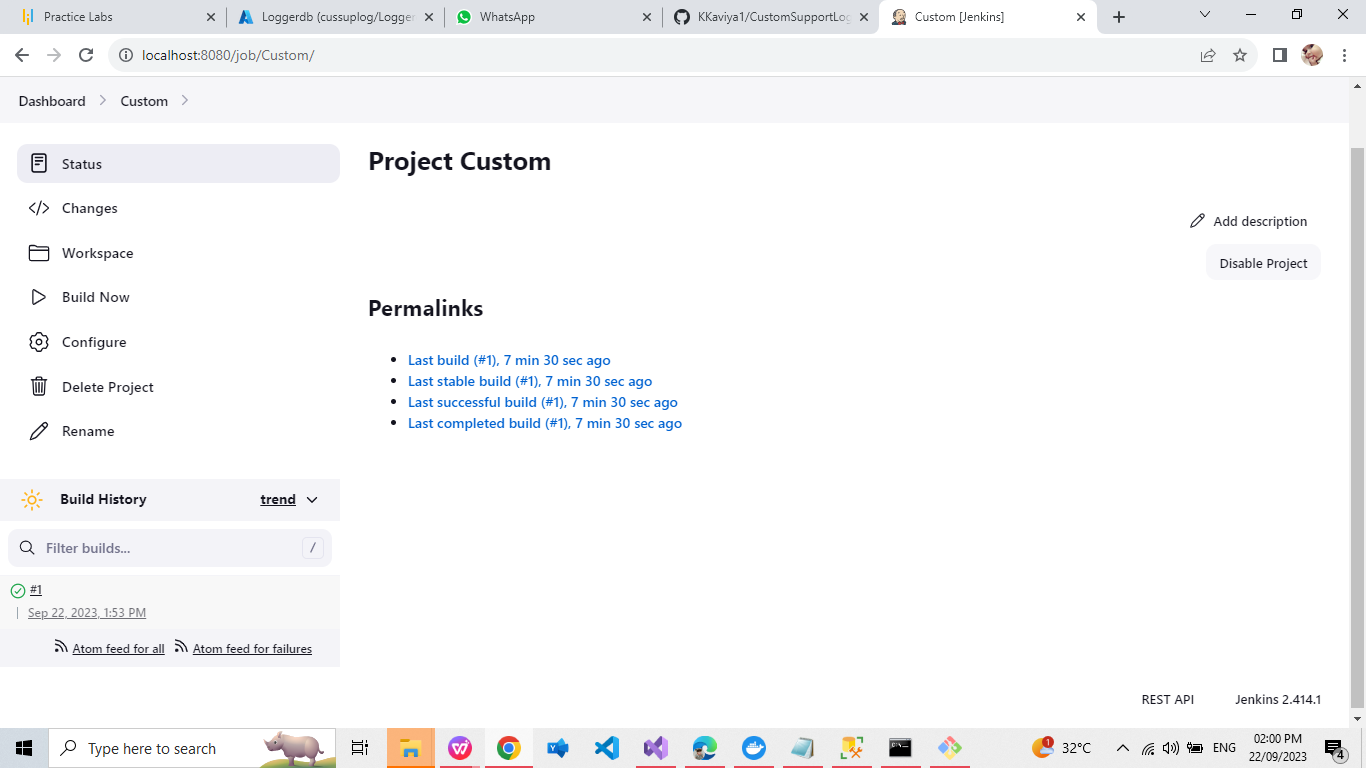 Practice Labs
Loggerdb (cussuplog/Logger
WhatsApp
KKaviya1/CustomSupportLog
Custom [Jenkins]
localhost:8080/job/Custom/
Dashboard
Custom
Status
Changes
Workspace
Build Now
Configure
Delete Project
Rename
Build History
trend
Filter builds...
/
#1
Sep 22, 2023, 1:53 PM
Atom feed for all
Atom feed for failures
Project Custom
Add description
Disable Project
Permalinks
Last build (#1), 7 min 30 sec ago
Last stable build (#1), 7 min 30 sec ago
Last successful build (#1), 7 min 30 sec ago
Last completed build (#1), 7 min 30 sec ago
REST API
Jenkins 2.414.1
Type here to search
1
32°C
ENG
02:00 PM
22/09/2023
4